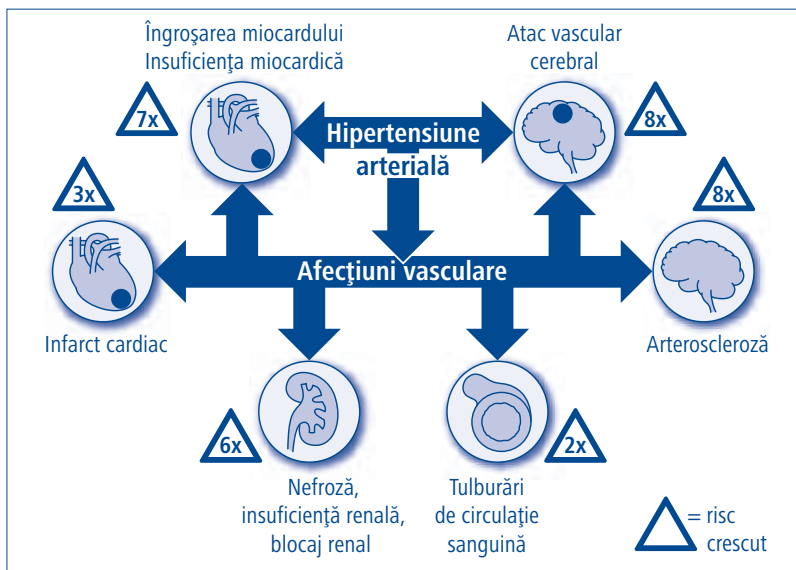 Îngroşarea miocardului
Insuficienţa miocardică
Atac vascular
cerebral
7x
Hipertensiune
arterială
8x
3x
8x
Afecţiuni vasculare
Infarct cardiac
Arteroscleroză
6x
2x
Nefroză,
insuficienţă renală,
blocaj renal
Tulburări
de circulaţie
sanguină
= risc
crescut